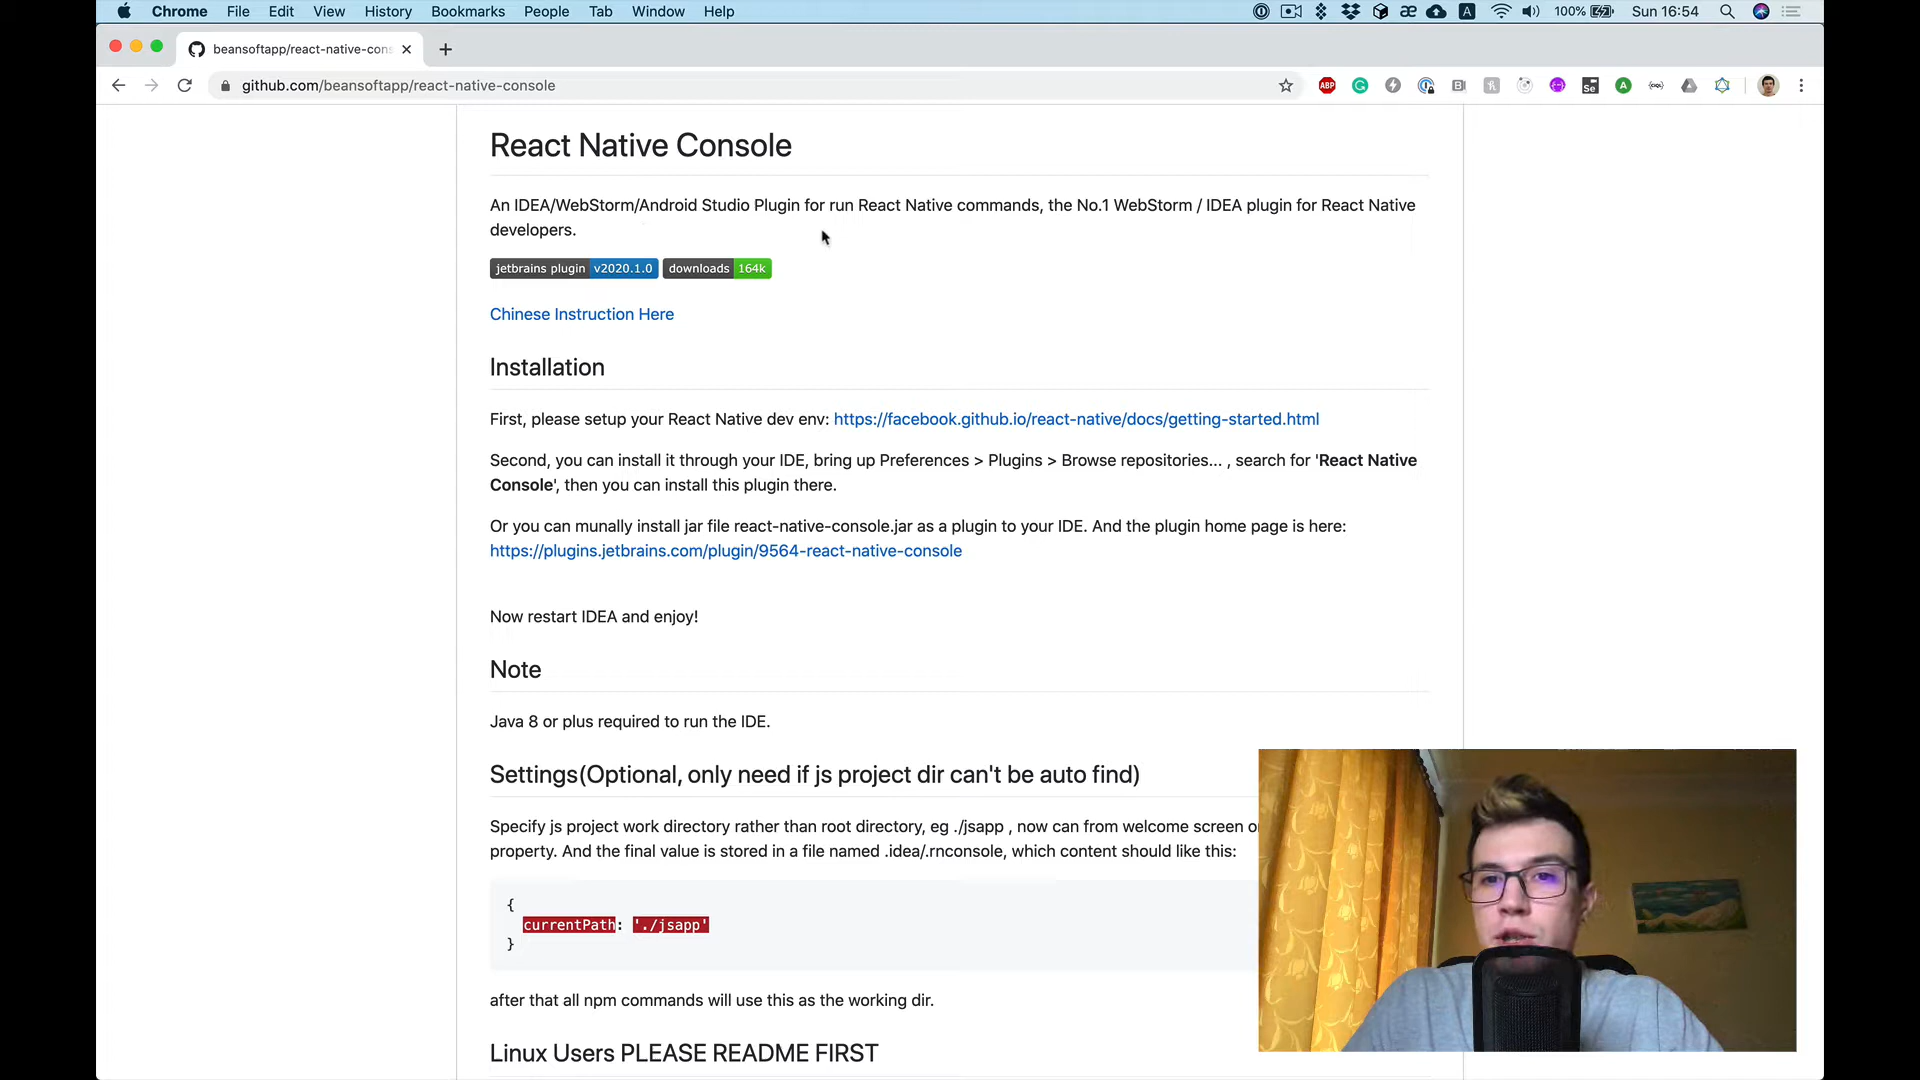 Chrome File Edit View History Bookmarks People Tab Window Help 100% Sun 16:54
beansoftapp/react-native-con
github.com/beansoftapp/react-native-console
React Native Console
An IDEA/WebStorm/Android Studio Plugin for run React Native commands, the No.1 WebStorm / IDEA plugin for React Native
developers.
jetbrains plugin v2020.1.0 downloads 164k
Chinese Instruction Here
Installation
First, please setup your React Native dev env: https://facebook.github.io/react-native/docs/getting-started.html
Second, you can install it through your IDE, bring up Preferences > Plugins > Browse repositories... , search for 'React Native
Console', then you can install this plugin there.
Or you can munally install jar file react-native-console.jar as a plugin to your IDE. And the plugin home page is here:
https://plugins.jetbrains.com/plugin/9564-react-native-console
Now restart IDEA and enjoy!
Note
Java 8 or plus required to run the IDE.
Settings(Optional, only need if js project dir can't be auto find)
Specify js project work directory rather than root directory, eg ./jsapp , now can from welcome screen
property. And the final value is stored in a file named .idea/.rnconsole, which content should like this:
{
currentPath: './jsapp'
}
after that all npm commands will use this as the working dir.
Linux Users PLEASE README FIRST